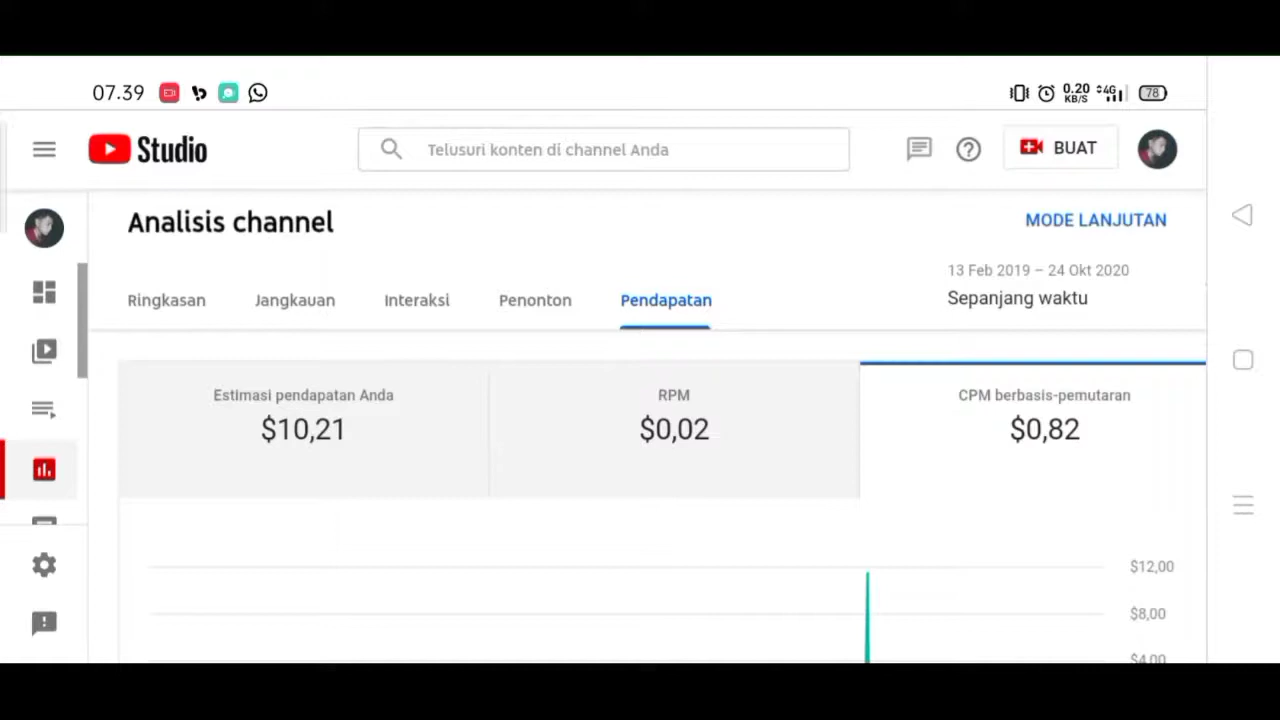 07.39
0.20
KB/S
4G
78
Studio
Telusuri konten di channel Anda
BUAT
Analisis channel
MODE LANJUTAN
13 Feb 2019 – 24 Okt 2020
Sepanjang waktu
Ringkasan
Jangkauan
Interaksi
Penonton
Pendapatan
Estimasi pendapatan Anda
$10,21
RPM
$0,02
CPM berbasis-pemutaran
$0,82
$12,00
$8,00
$4,00